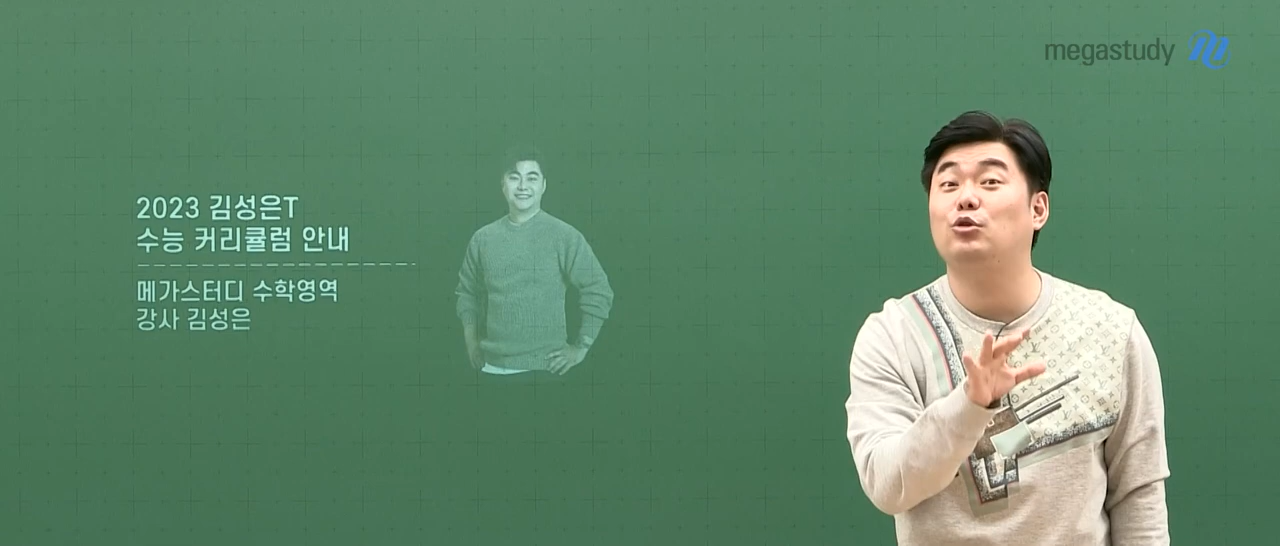 megastudy
2023 김성은T
수능 커리큘럼 안내
메가스터디 수학영역
강사 김성은